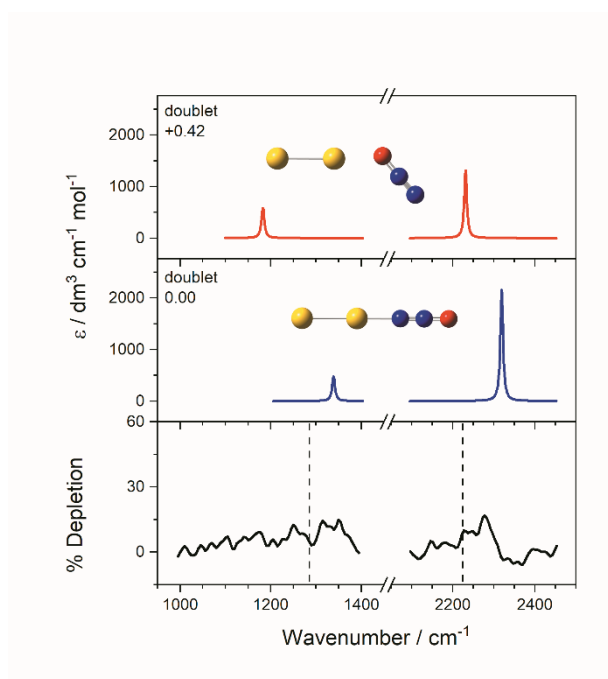 doublet
+0.42
2000
1000
0
doublet
0.00
2000
1000
0
60
30
0
ε / dm³ cm⁻¹ mol⁻¹
% Depletion
1000 1200 1400 2200 2400
Wavenumber / cm⁻¹